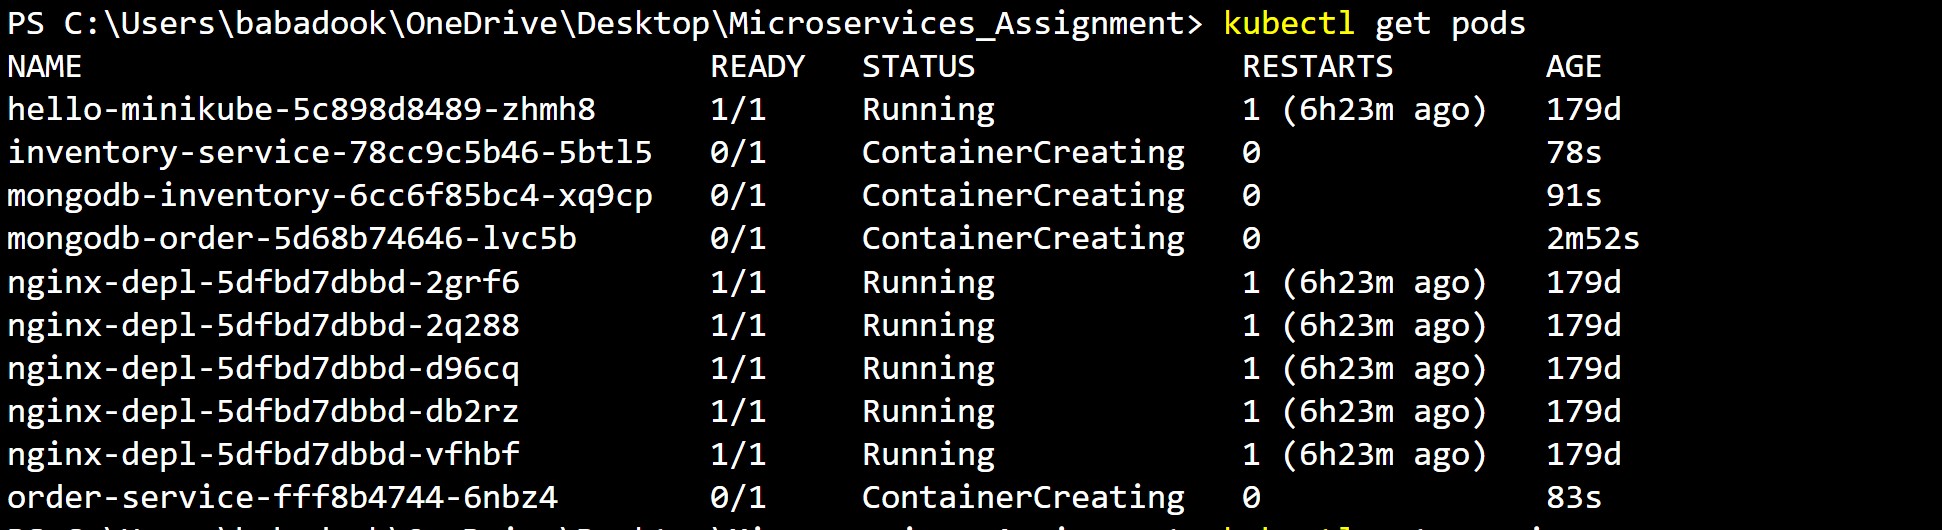 PS C:\Users\babadook\OneDrive\Desktop\Microservices_Assignment> kubectl get pods
NAME READY STATUS RESTARTS AGE
hello-minikube-5c898d8489-zhmh8 1/1 Running 1 (6h23m ago) 179d
inventory-service-78cc9c5b46-5btl5 0/1 ContainerCreating 0 78s
mongodb-inventory-6cc6f85bc4-xq9cp 0/1 ContainerCreating 0 91s
mongodb-order-5d68b74646-lvc5b 0/1 ContainerCreating 0 2m52s
nginx-depl-5dfbd7dbbd-2grf6 1/1 Running 1 (6h23m ago) 179d
nginx-depl-5dfbd7dbbd-2q288 1/1 Running 1 (6h23m ago) 179d
nginx-depl-5dfbd7dbbd-d96cq 1/1 Running 1 (6h23m ago) 179d
nginx-depl-5dfbd7dbbd-db2rz 1/1 Running 1 (6h23m ago) 179d
nginx-depl-5dfbd7dbbd-vfhbf 1/1 Running 1 (6h23m ago) 179d
order-service-fff8b4744-6nbz4 0/1 ContainerCreating 0 83s